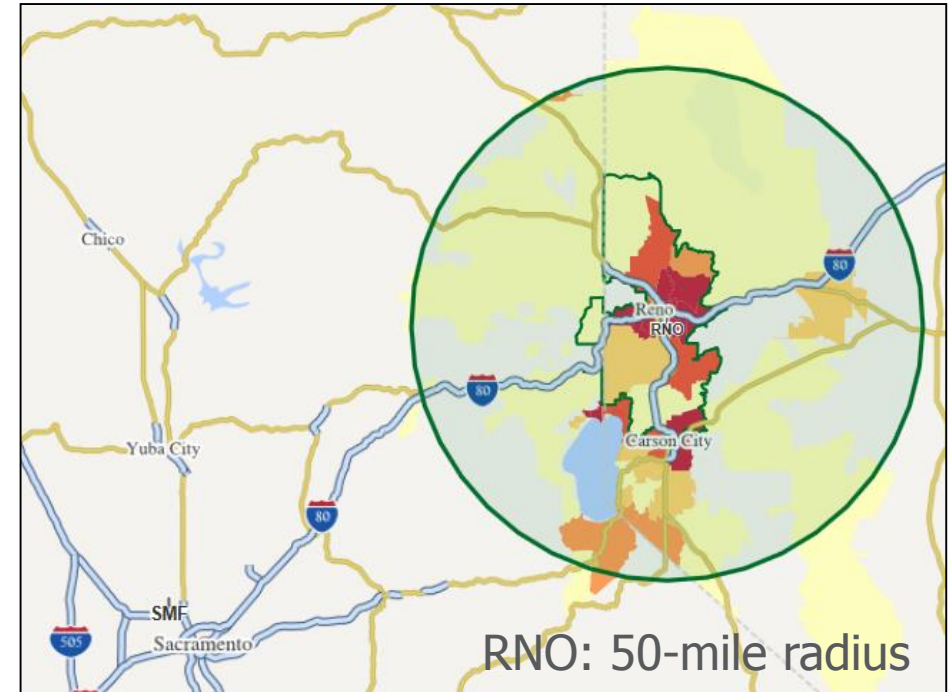 Chico
80
Reno
RNO
80
Carson City
Yuba City
80
SMF
505
Sacramento
RNO: 50-mile radius